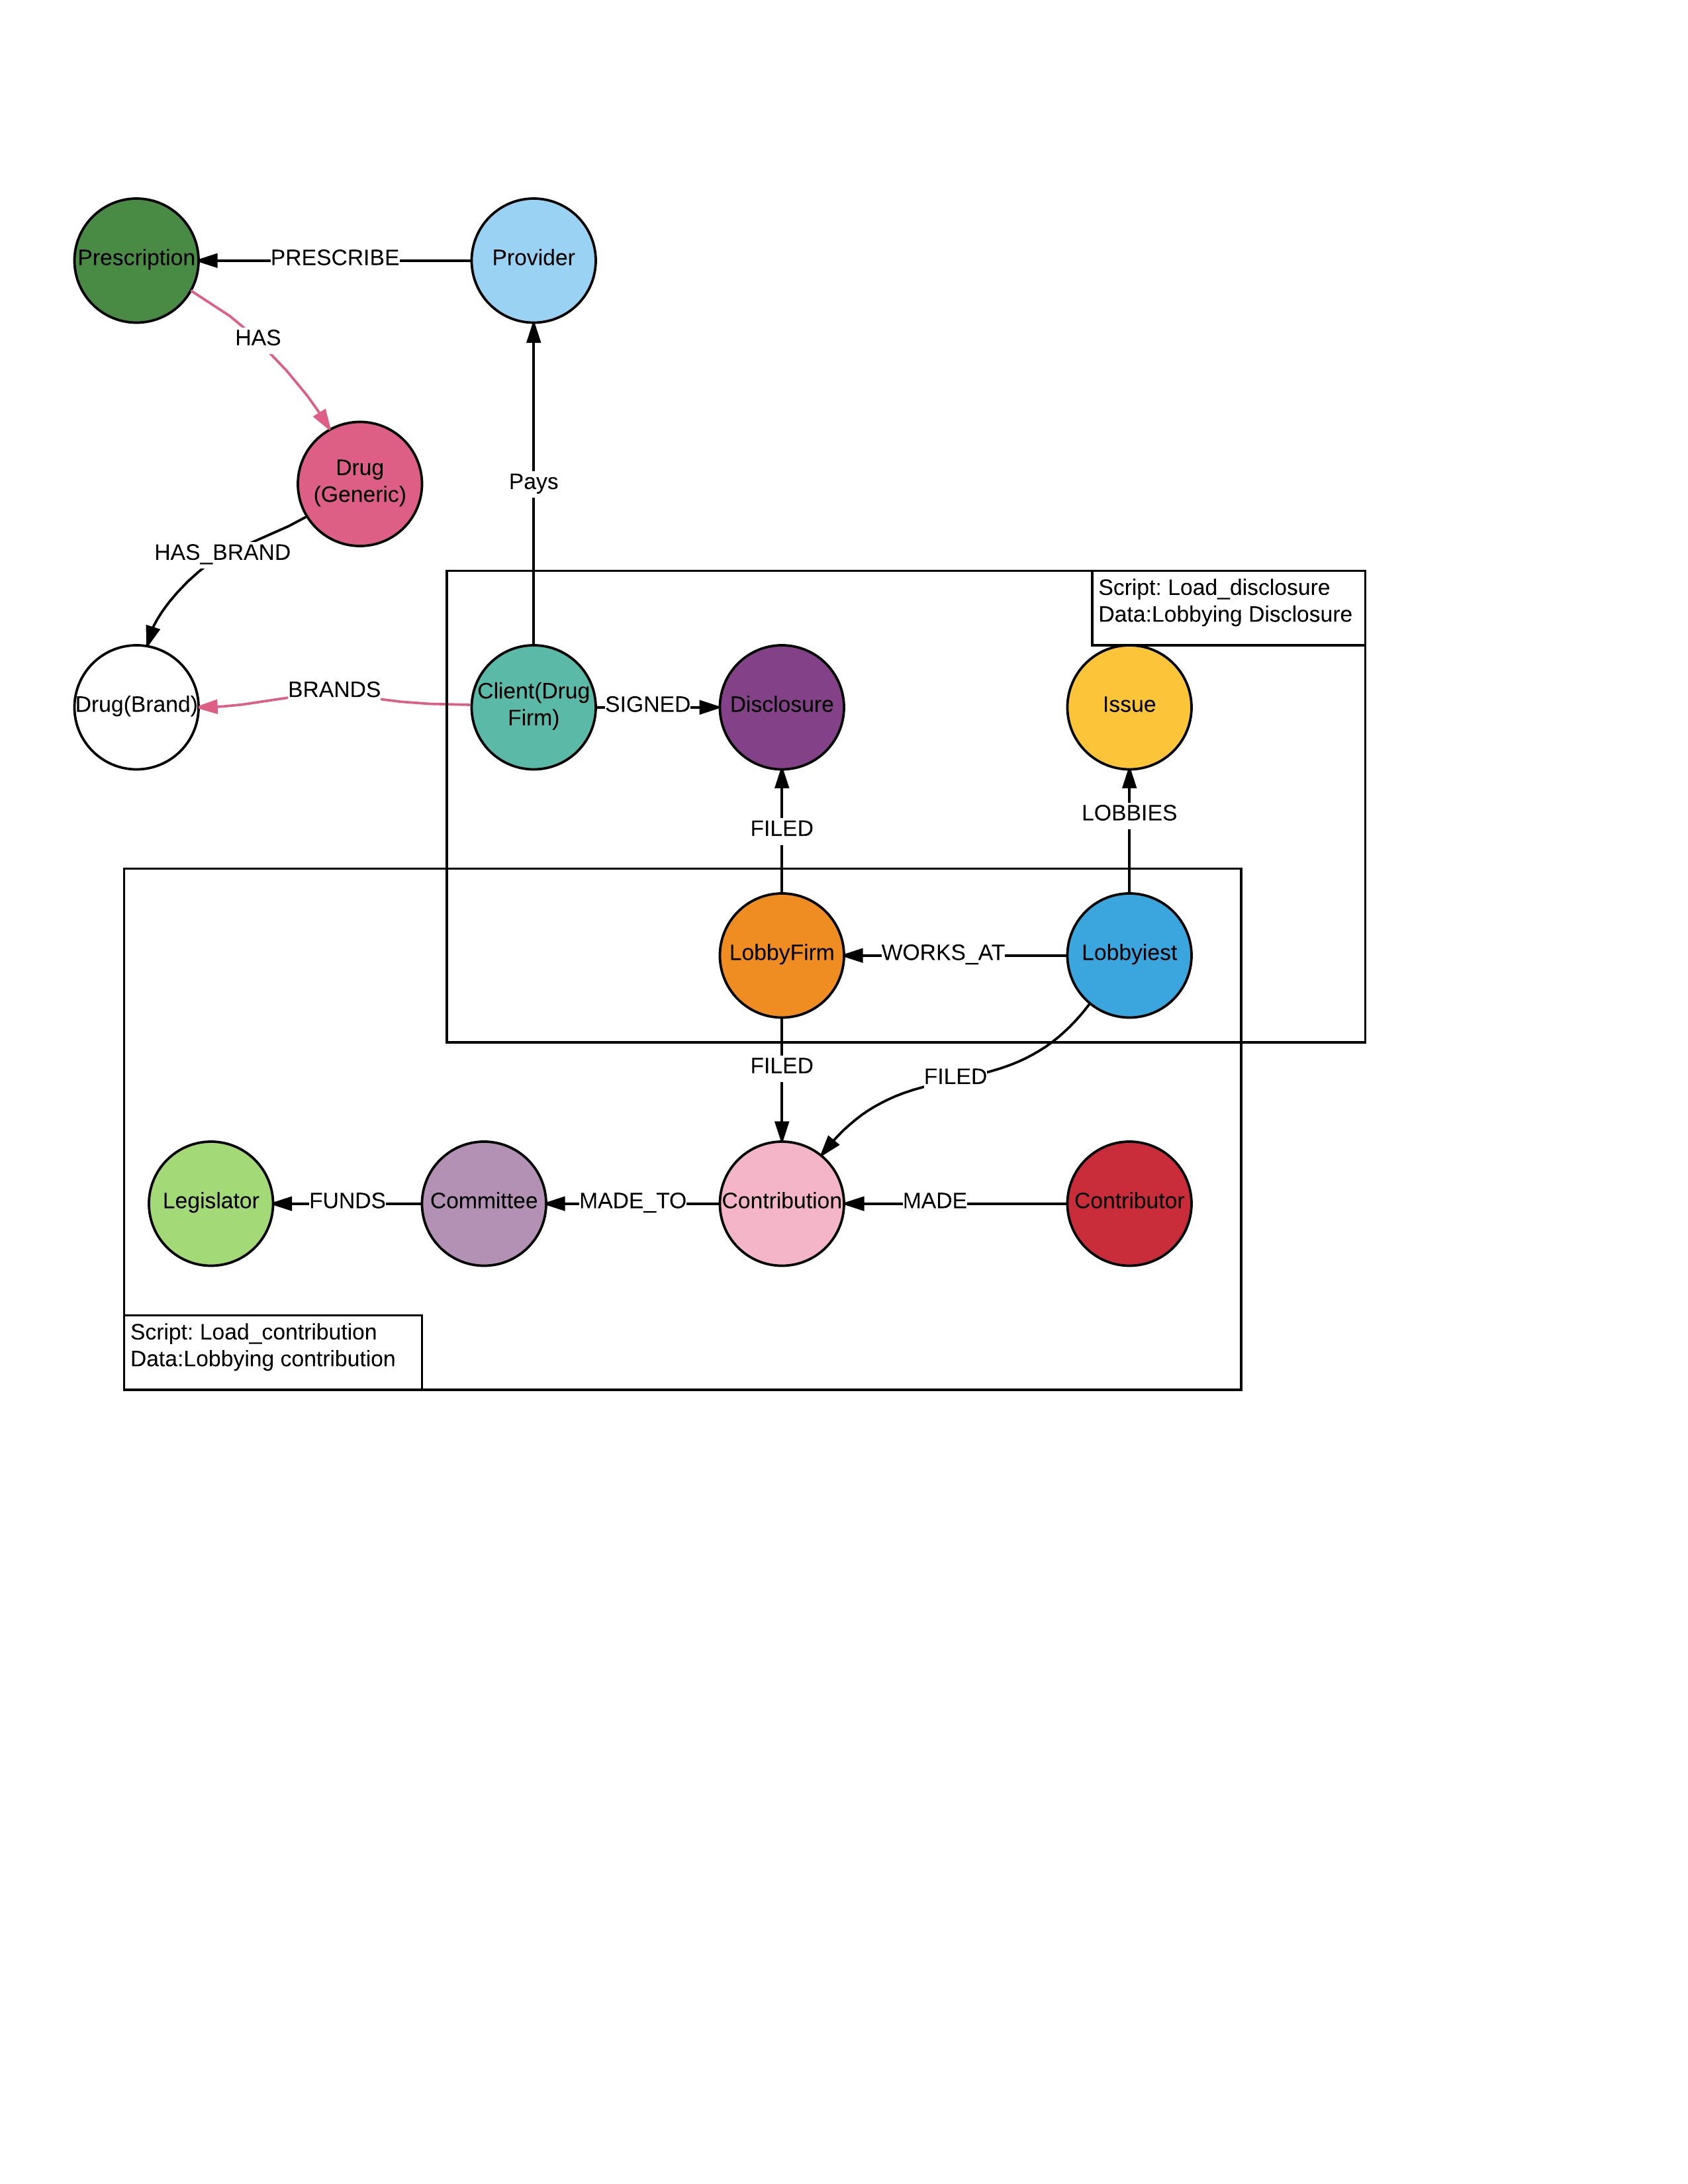 Prescription
PRESCRIBE
Provider
HAS
Drug
(Generic)
Pays
HAS_BRAND
Script: Load_disclosure
Data:Lobbying Disclosure
Drug(Brand)
BRANDS
Client(Drug
Firm)
SIGNED
Disclosure
Issue
FILED
LOBBIES
LobbyFirm
WORKS_AT
Lobbyiest
FILED
FILED
Legislator
FUNDS
Committee
MADE_TO
Contribution
MADE
Contributor
Script: Load_contribution
Data:Lobbying contribution